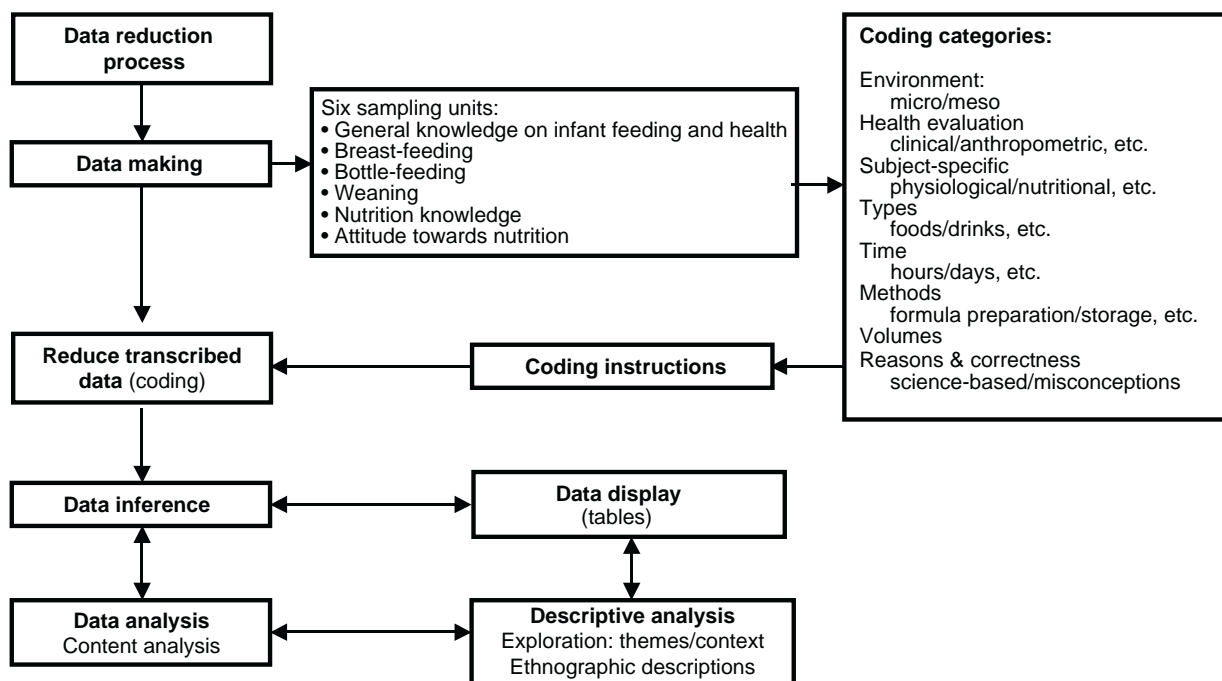 Data reduction
process
Data making
Six sampling units:
• General knowledge on infant feeding and health
• Breast-feeding
• Bottle-feeding
• Weaning
• Nutrition knowledge
• Attitude towards nutrition
Coding categories:
Environment:
micro/meso
Health evaluation
clinical/anthropometric, etc.
Subject-specific
physiological/nutritional, etc.
Types
foods/drinks, etc.
Time
hours/days, etc.
Methods
formula preparation/storage, etc.
Volumes
Reasons & correctness
science-based/misconceptions
Coding instructions
Reduce transcribed
data (coding)
Data inference
Data display
(tables)
Data analysis
Content analysis
Descriptive analysis
Exploration: themes/context
Ethnographic descriptions